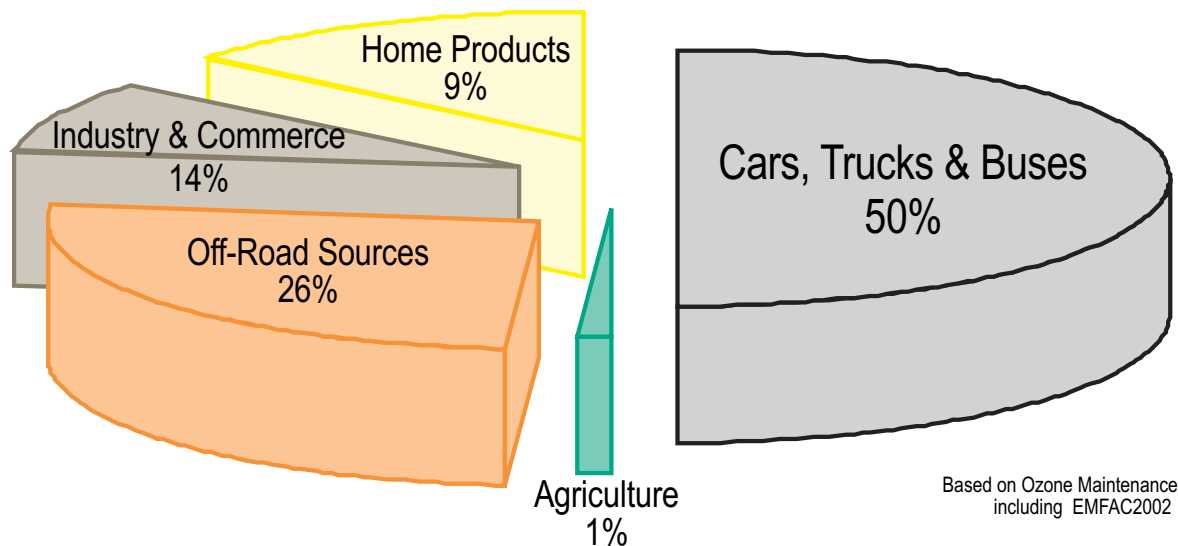 Home Products
9%
Industry & Commerce
14%
Cars, Trucks & Buses
50%
Off-Road Sources
26%
Agriculture
1%
Based on Ozone Maintenance
including EMFAC2002